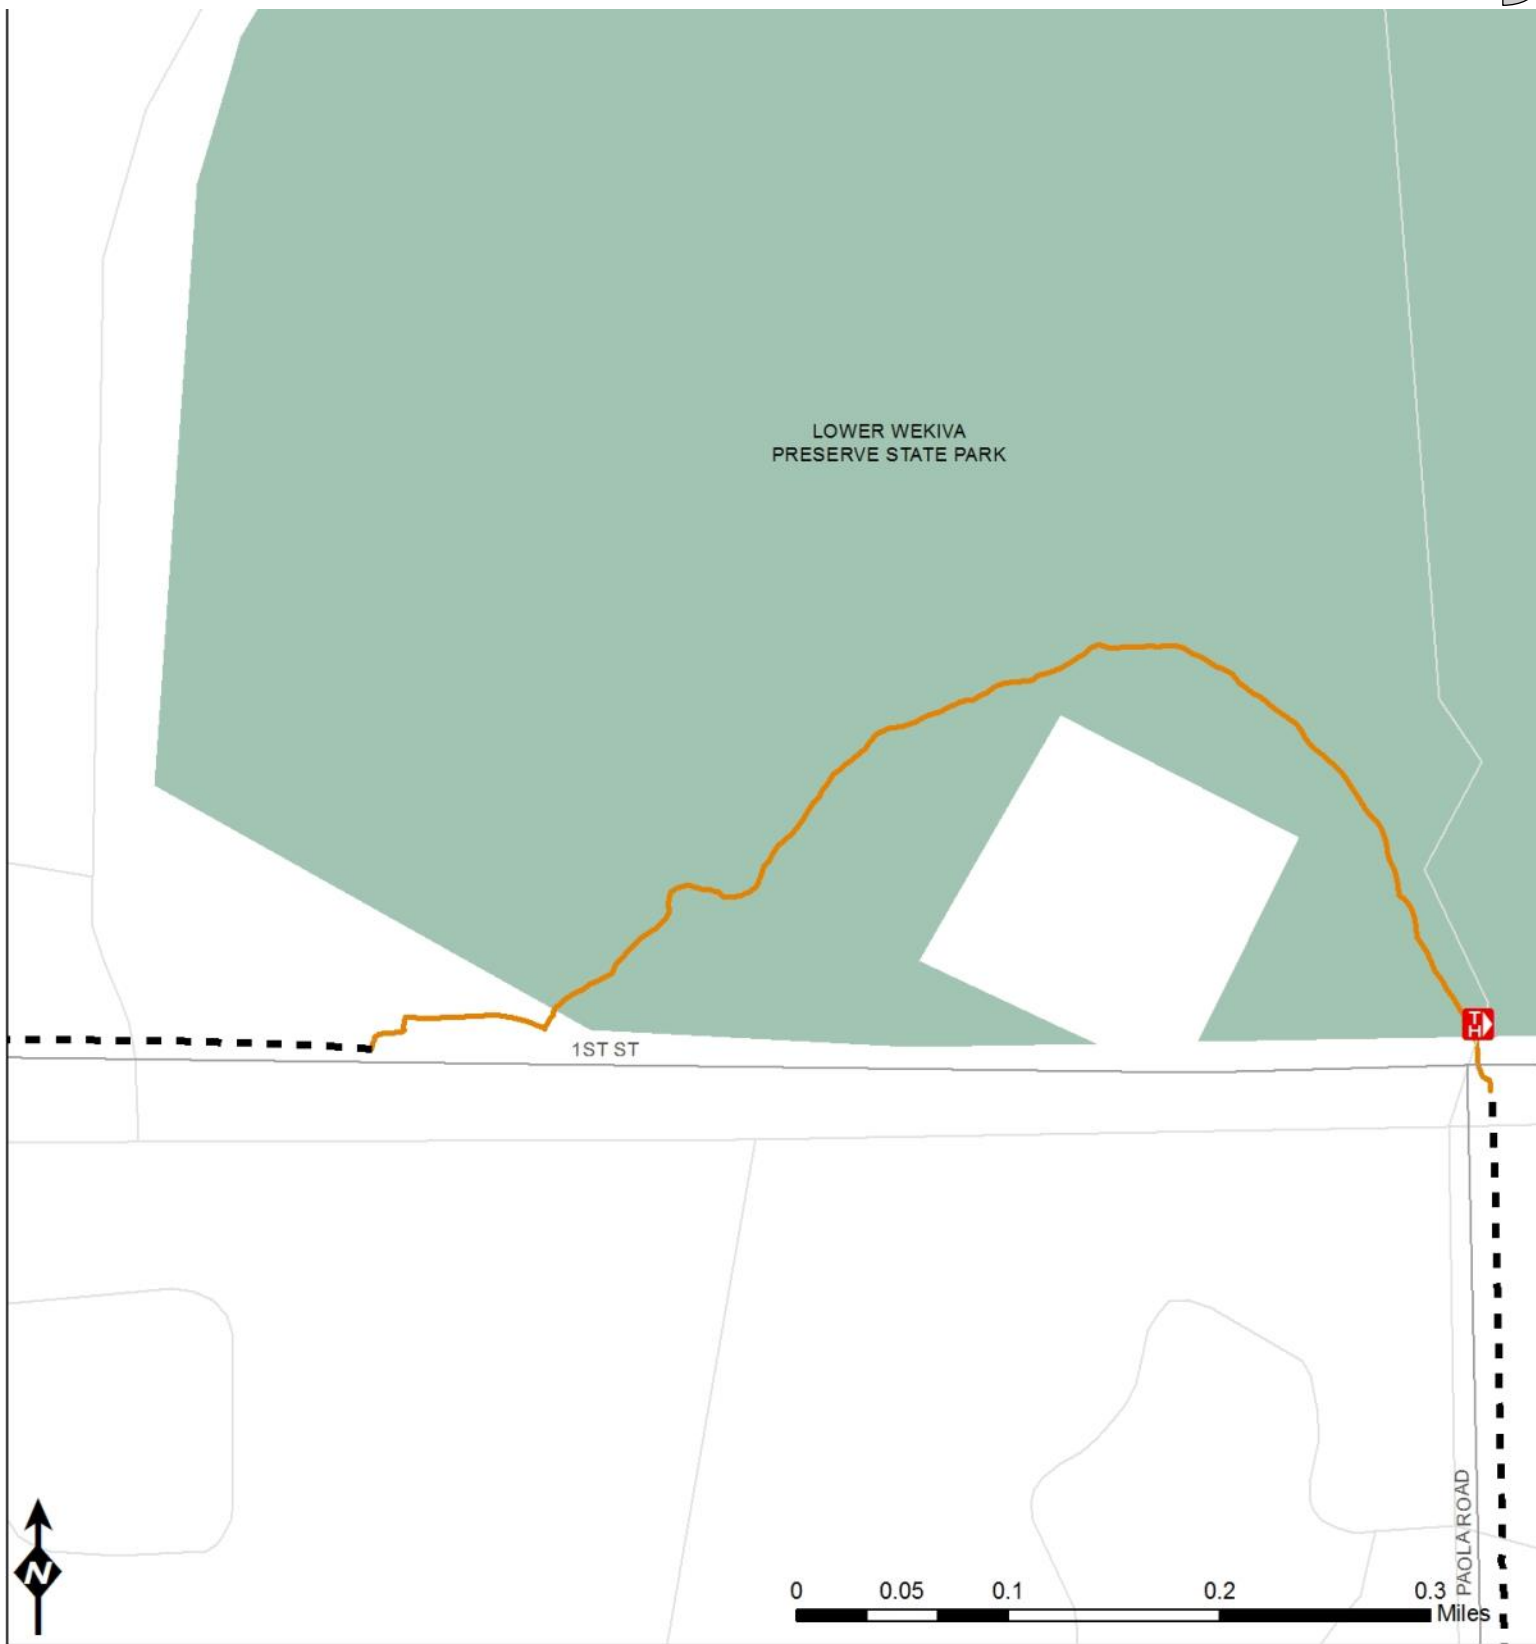 LOWER WEKIVA
PRESERVE STATE PARK
1ST ST
T
H
PAOLA ROAD
N
0 0.05 0.1 0.2 0.3
Miles